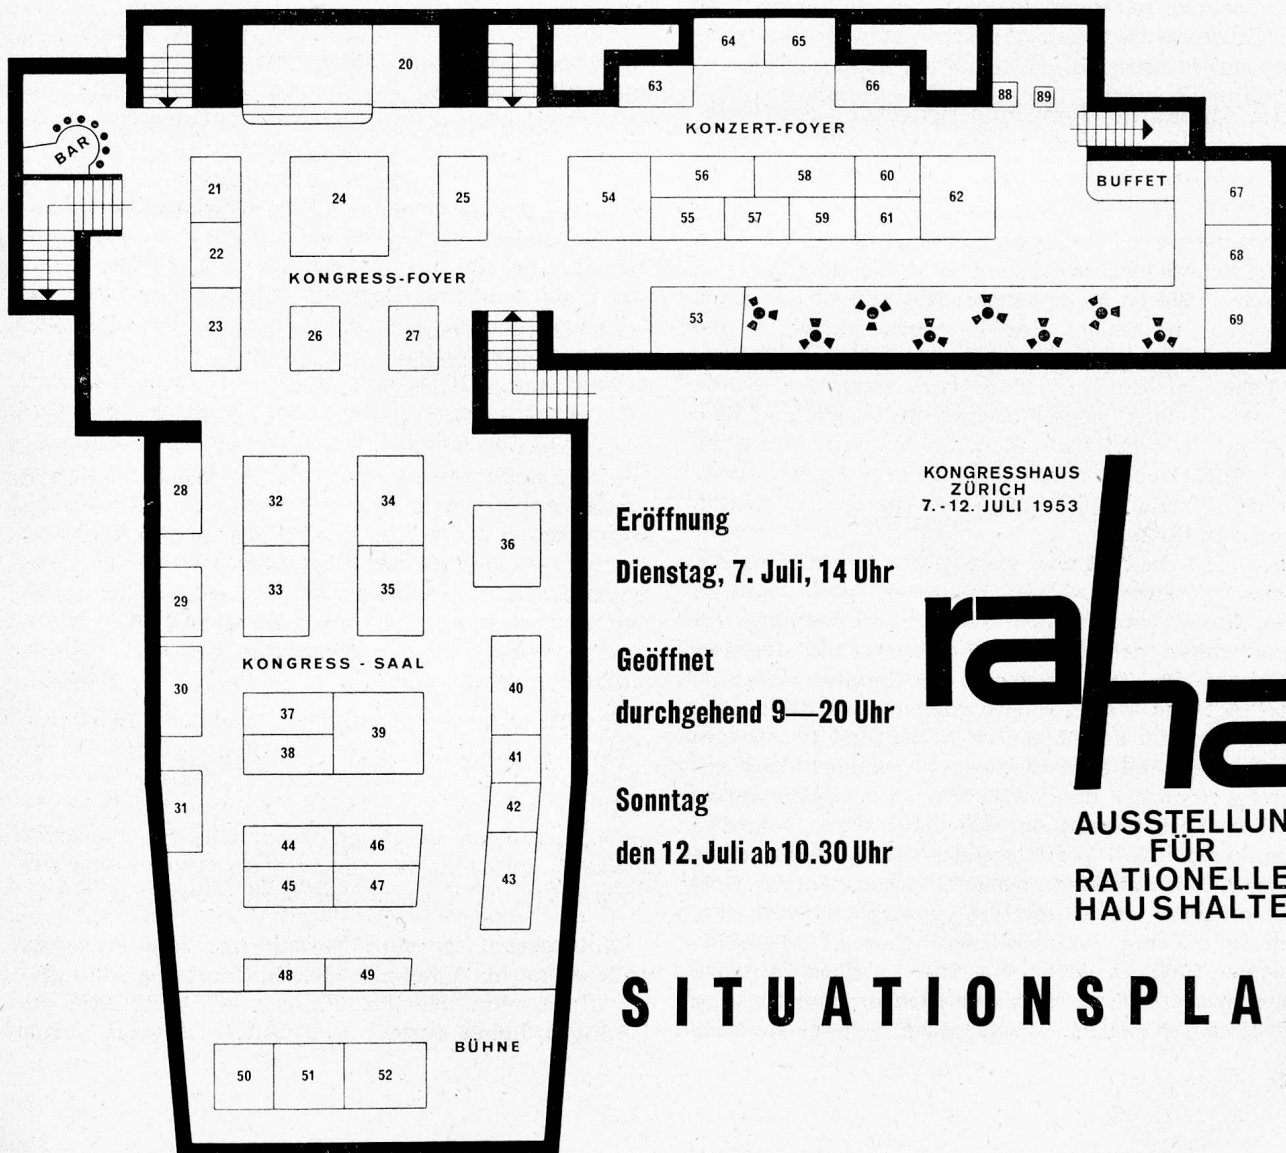 64 65
20
63 66
88 89
KONZERT-FOYER
BAR
21 24 25
54 56 58 60 62
BUFFET
67
55 57 59 61
22
68
KONGRESS-FOYER
23 26 27
53
69
28 32 34
36
29 33 35
KONGRESS - SAAL
30
40
37 39
38
41
31
42
44 46
45 47
43
48 49
BÜHNE
50 51 52
Eröffnung
Dienstag, 7. Juli, 14 Uhr
Geöffnet
durchgehend 9—20 Uhr
Sonntag
den 12. Juli ab 10.30 Uhr
KONGRESSHAUS
ZÜRICH
7.-12. JULI 1953
raha
AUSSTELLUN
FÜR
RATIONELLE
HAUSHALTE
SITUATIONSPLA